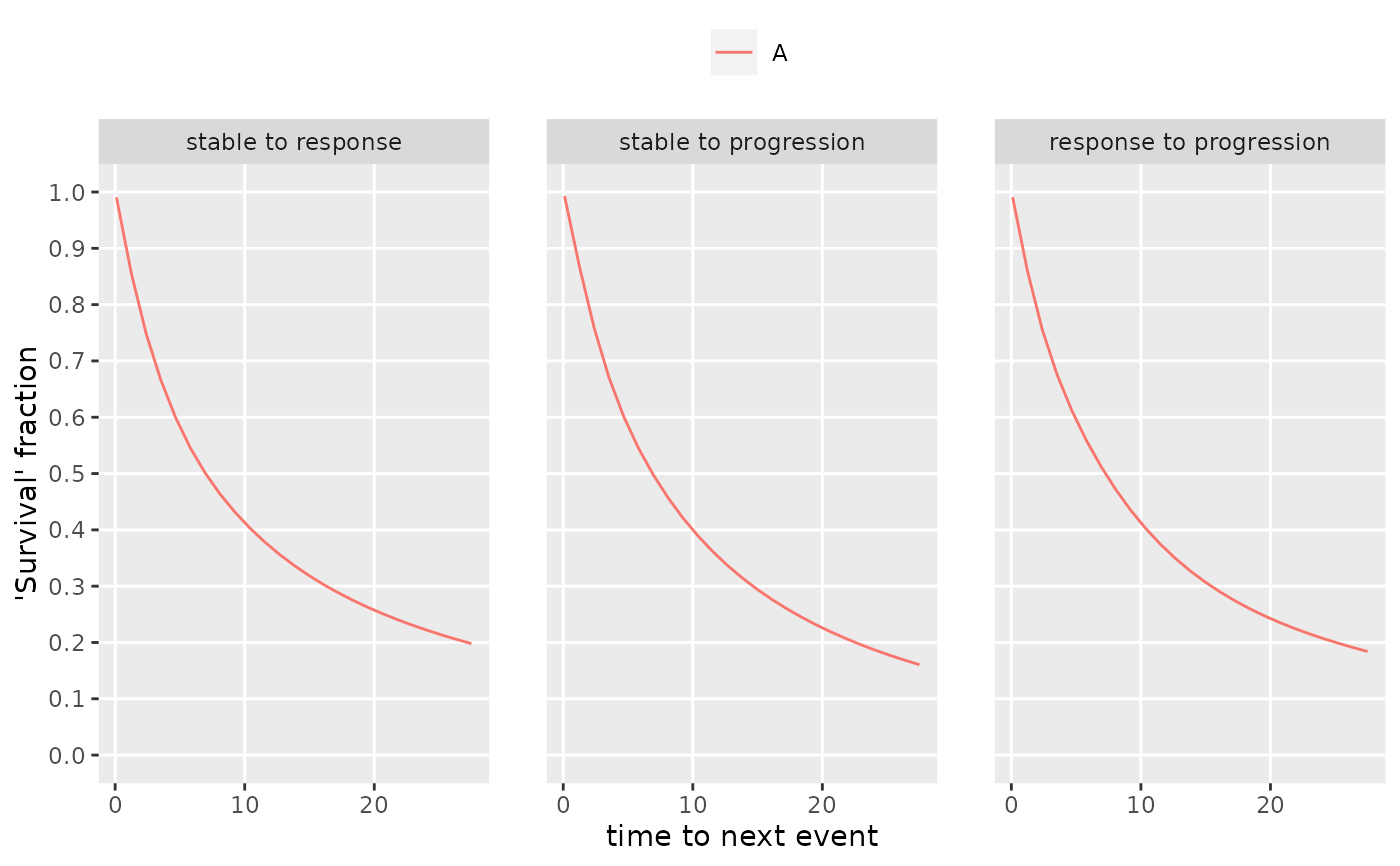 A
stable to response
stable to progression
response to progression
'Survival' fraction
1.0
0.9
0.8
0.7
0.6
0.5
0.4
0.3
0.2
0.1
0.0
0 10 20 0 10 20 0 10 20
time to next event